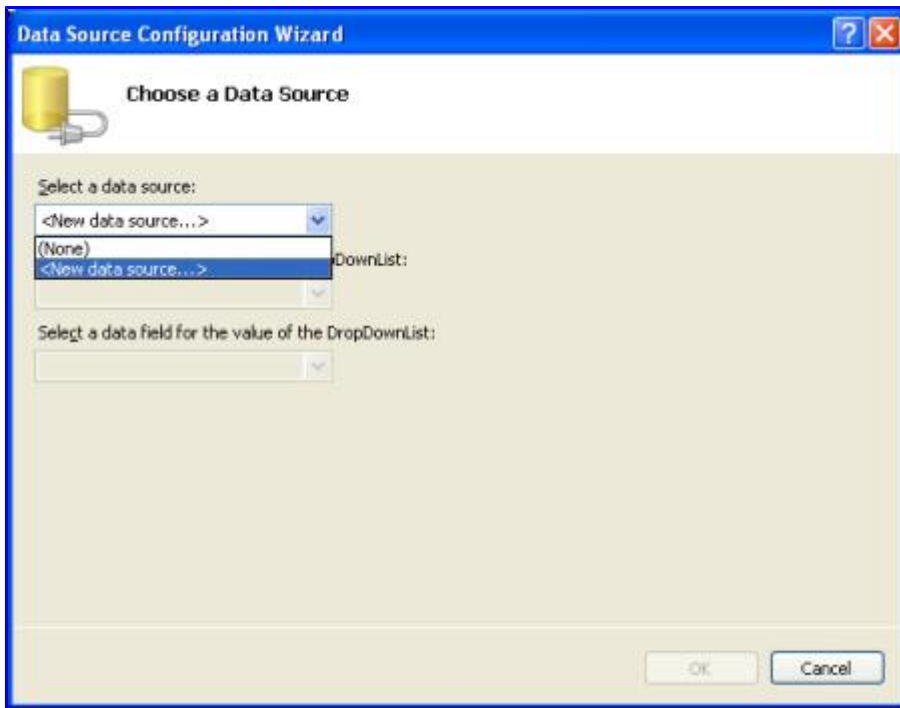 Data Source Configuration Wizard
Choose a Data Source
Select a data source:
<New data source...>
(None)
<New data source...>
DownList:
Select a data field for the value of the DropDownList:
OK
Cancel